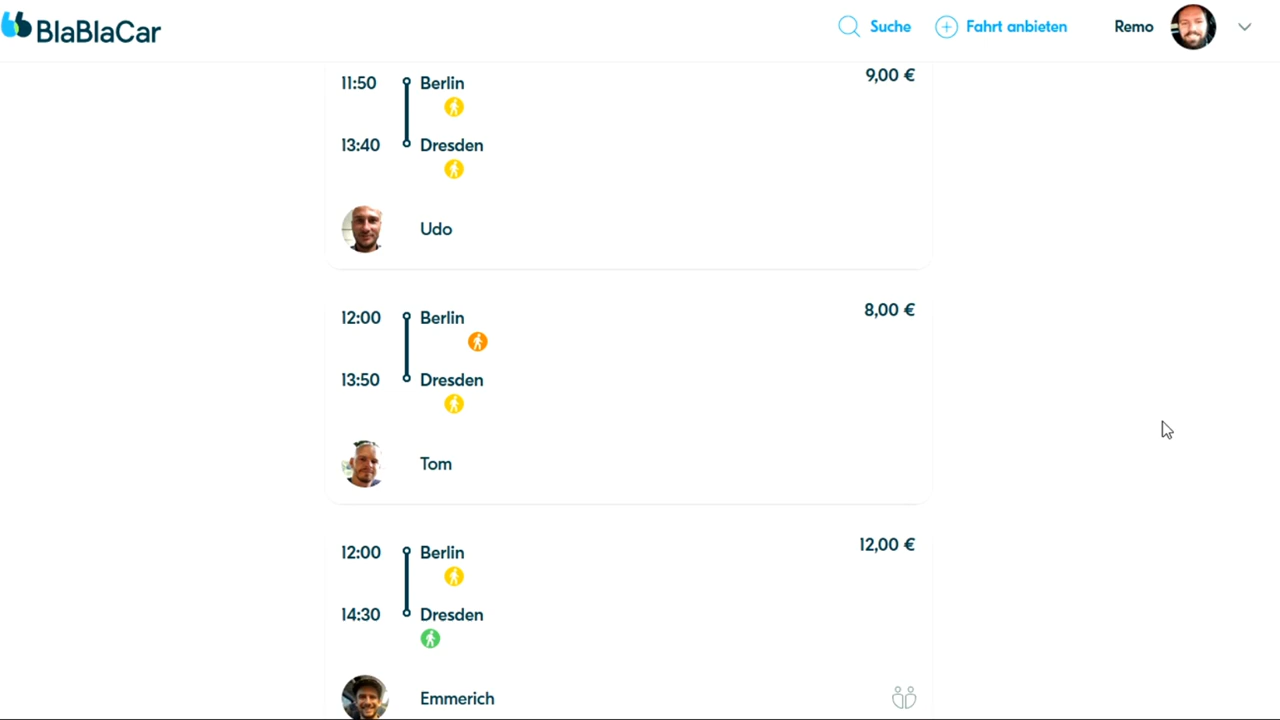 BlaBlaCar
Suche
Fahrt anbieten
Remo
11:50 Berlin 9,00 €
13:40 Dresden
Udo
12:00 Berlin 8,00 €
13:50 Dresden
Tom
12:00 Berlin 12,00 €
14:30 Dresden
Emmerich